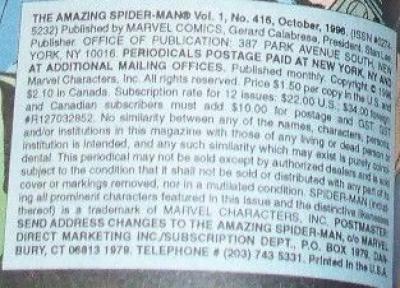 THE AMAZING SPIDER-MAN® Vol. 1, No. 416, October, 1996, (ISSN #0274-
5232) Published by MARVEL COMICS, Gerard Calabrese, President. Stan Lee,
Publisher. OFFICE OF PUBLICATION: 387 PARK AVENUE SOUTH, NEW
YORK, NY 10016. PERIODICALS POSTAGE PAID AT NEW YORK, NY AND
AT ADDITIONAL MAILING OFFICES. Published monthly. Copyright © 1996
Marvel Characters, Inc. All rights reserved. Price $1.50 per copy in the U.S. and
$2.10 in Canada. Subscription rate for 12 issues: $22.00 U.S., $34.00 foreign
and Canadian subscribers must add $10.00 for postage and GST. GST
#R127032852. No similarity between any of the names, characters, persons,
and/or institutions in this magazine with those of any living or dead person or
institution is intended, and any such similarity which may exist is purely coinci-
dental. This periodical may not be sold except by authorized dealers and is sold
subject to the condition that it shall not be sold or distributed with any part of its
cover or markings removed, nor in a mutilated condition. SPIDER-MAN (includ-
ing all prominent characters featured in this issue and the distinctive likenesses
thereof) is a trademark of MARVEL CHARACTERS, INC. POSTMASTER:
SEND ADDRESS CHANGES TO THE AMAZING SPIDER-MAN, c/o MARVEL
DIRECT MARKETING INC./SUBSCRIPTION DEPT., P.O. BOX 1979, DAN-
BURY, CT 06813 1979. TELEPHONE # (203) 743 5331. Printed in the U.S.A.